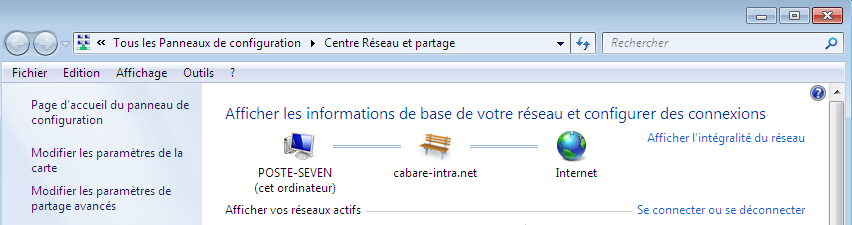 « Tous les Panneaux de configuration Centre Réseau et partage Rechercher
Fichier Edition Affichage Outils ?
Page d'accueil du panneau de
configuration
Modifier les paramètres de la
carte
Modifier les paramètres de
partage avancés
Afficher les informations de base de votre réseau et configurer des connexions
Afficher l'intégralité du réseau
POSTE-SEVEN
(cet ordinateur)
cabare-intra.net
Internet
Afficher vos réseaux actifs
Se connecter ou se déconnecter